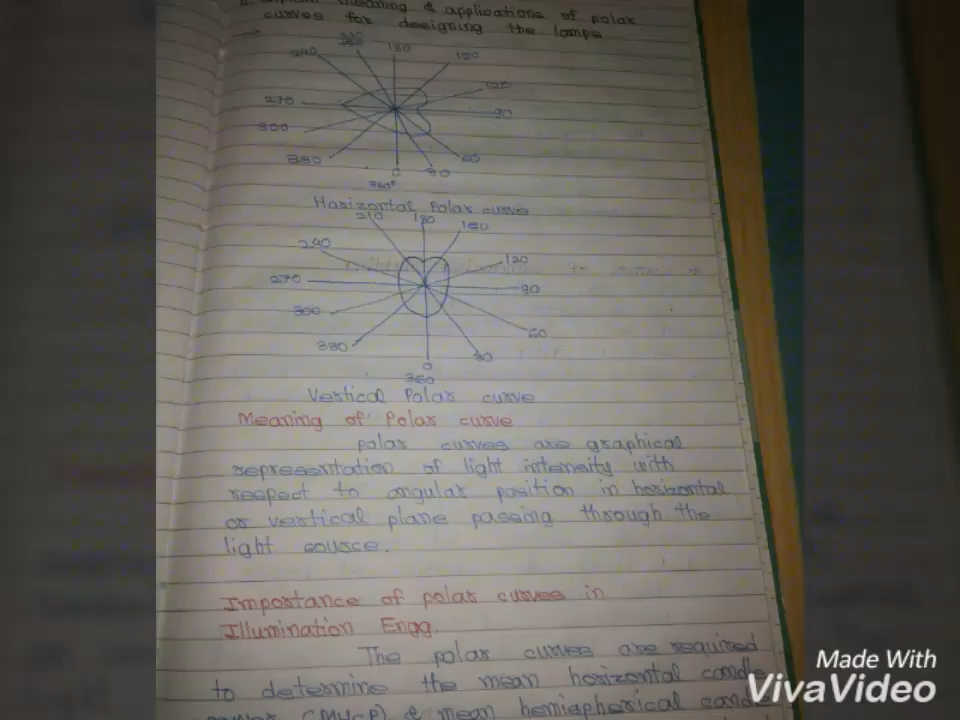 Explain meaning & applications of polar
curves for designing the lamps
240 180 150
120
270 90
300
330 0 30 60
360°
Horizontal Polar curve
210 180 150
240
120
270 90
300
60
330
0 30
360
Vertical Polar curve
Meaning of Polar curve
Polar curves are graphical
representation of light intensity with
respect to angular position in horizontal
or vertical plane passing through the
light source.
Importance of polar curves in
Illumination Engg.
The polar curves are required
to determine the mean horizontal candle
power (MHCP) & mean hemispherical candle
Made With
VivaVideo